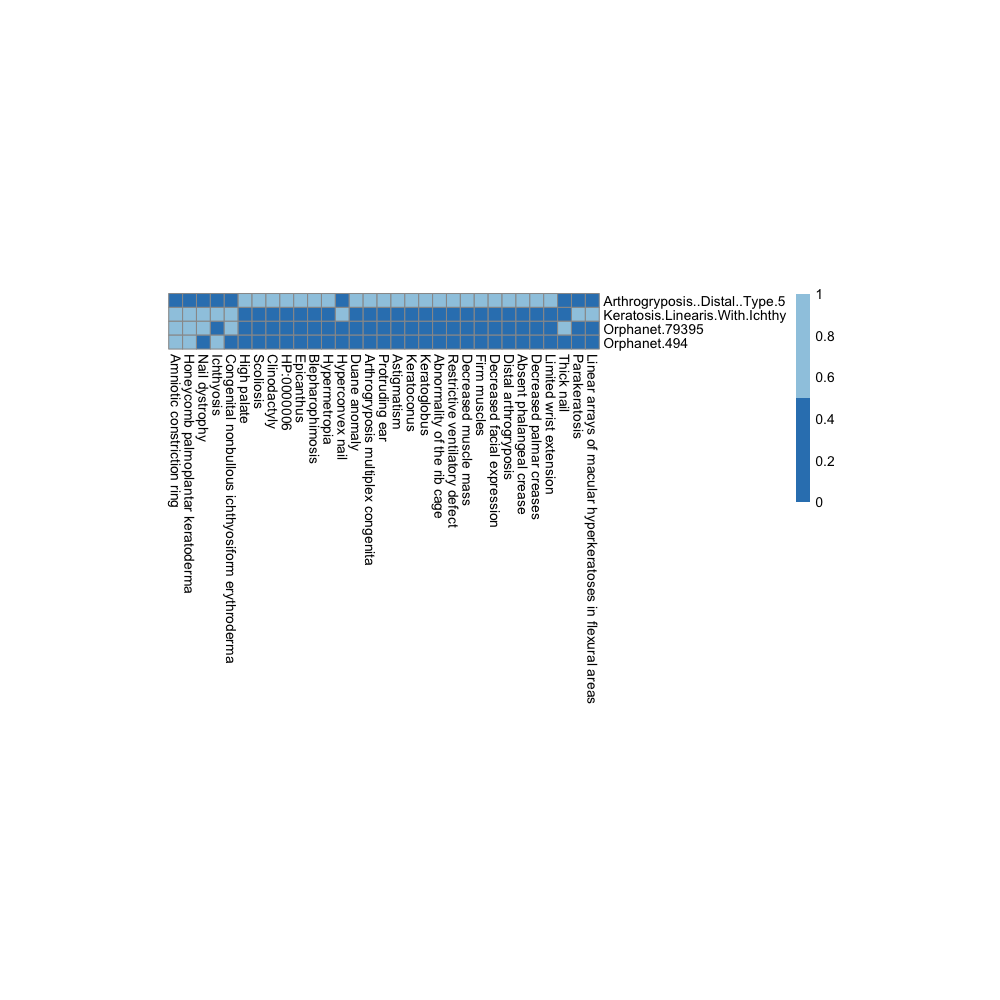 Arthrogryposis..Distal..Type.5
Keratosis.Linearis.With.Ichthy
Orphanet.79395
Orphanet.494
1
0.8
0.6
0.4
0.2
0
Amniotic constriction ring
Honeycomb palmoplantar keratoderma
Nail dystrophy
Ichthyosis
Congenital nonbullous ichthyosiform erythroderma
High palate
Scoliosis
Clinodactyly
HP:0000006
Epicanthus
Blepharophimosis
Hypermetropia
Hyperconvex nail
Duane anomaly
Arthrogryposis multiplex congenita
Protruding ear
Astigmatism
Keratoconus
Keratoglobus
Abnormality of the rib cage
Restrictive ventilatory defect
Decreased muscle mass
Firm muscles
Decreased facial expression
Distal arthrogryposis
Absent phalangeal crease
Decreased palmar creases
Limited wrist extension
Thick nail
Parakeratosis
Linear arrays of macular hyperkeratoses in flexural areas